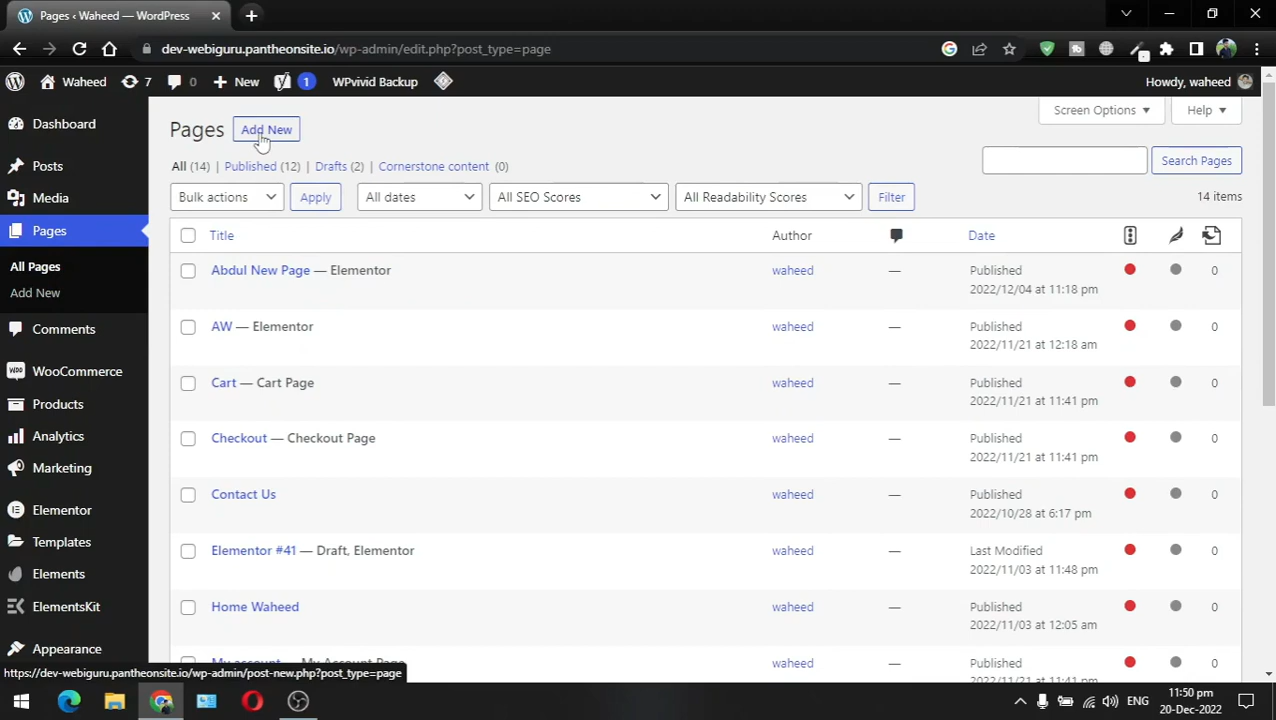 Pages < Waheed — WordPress
dev-webiguru.pantheonsite.io/wp-admin/edit.php?post_type=page
Waheed 7 0 New 1 WPvivid Backup Howdy, waheed
Dashboard
Posts
Media
Pages
All Pages
Add New
Comments
WooCommerce
Products
Analytics
Marketing
Elementor
Templates
Elements
ElementsKit
Appearance
Screen Options Help
Pages Add New
All (14) | Published (12) | Drafts (2) | Cornerstone content (0)
Search Pages
Bulk actions Apply All dates All SEO Scores All Readability Scores Filter 14 items
Title Author Date
Abdul New Page — Elementor waheed — Published 0
2022/12/04 at 11:18 pm
AW — Elementor waheed — Published 0
2022/11/21 at 12:18 am
Cart — Cart Page waheed — Published 0
2022/11/21 at 11:41 pm
Checkout — Checkout Page waheed — Published 0
2022/11/21 at 11:41 pm
Contact Us waheed — Published 0
2022/10/28 at 6:17 pm
Elementor #41 — Draft, Elementor waheed — Last Modified 0
2022/11/03 at 11:48 pm
Home Waheed waheed — Published 0
2022/11/03 at 12:05 am
My account — My Account Page waheed — Published 0
2022/11/21 at 11:41 pm
https://dev-webiguru.pantheonsite.io/wp-admin/post-new.php?post_type=page
ENG
11:50 pm
20-Dec-2022